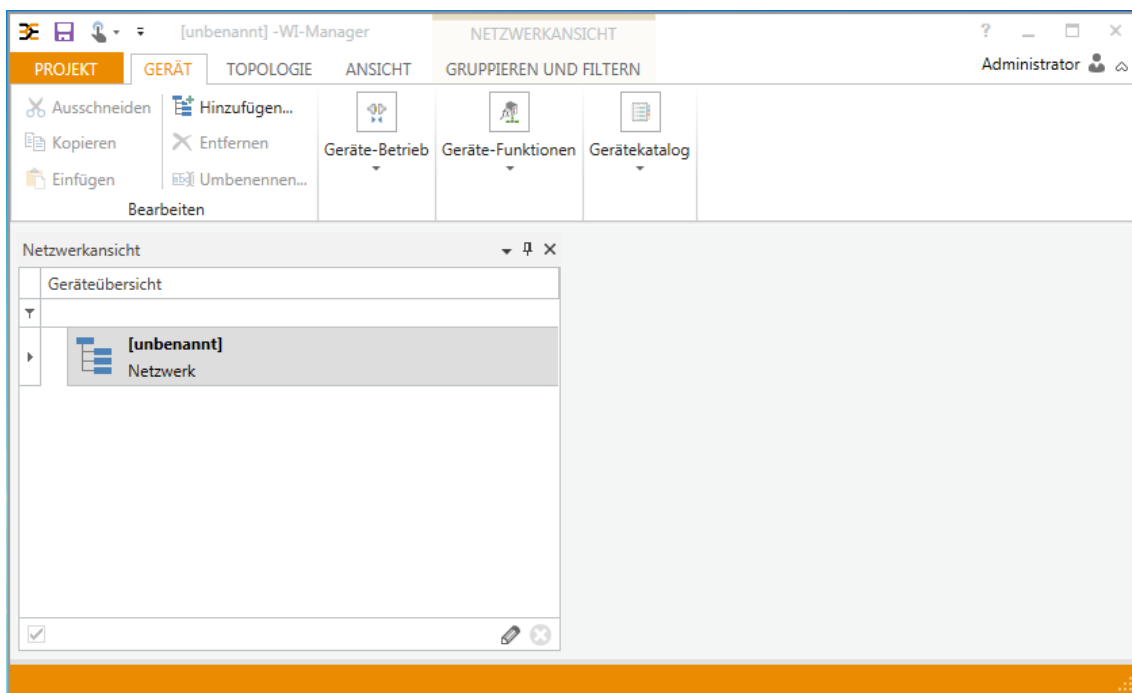 [unbenannt] -WI-Manager
NETZWERKANSICHT
?
PROJEKT
GERÄT
TOPOLOGIE
ANSICHT
GRUPPIEREN UND FILTERN
Administrator
Ausschneiden
Kopieren
Einfügen
Hinzufügen...
Entfernen
Umbenennen...
Bearbeiten
Geräte-Betrieb
Geräte-Funktionen
Gerätekatalog
Netzwerkansicht
Geräteübersicht
[unbenannt]
Netzwerk